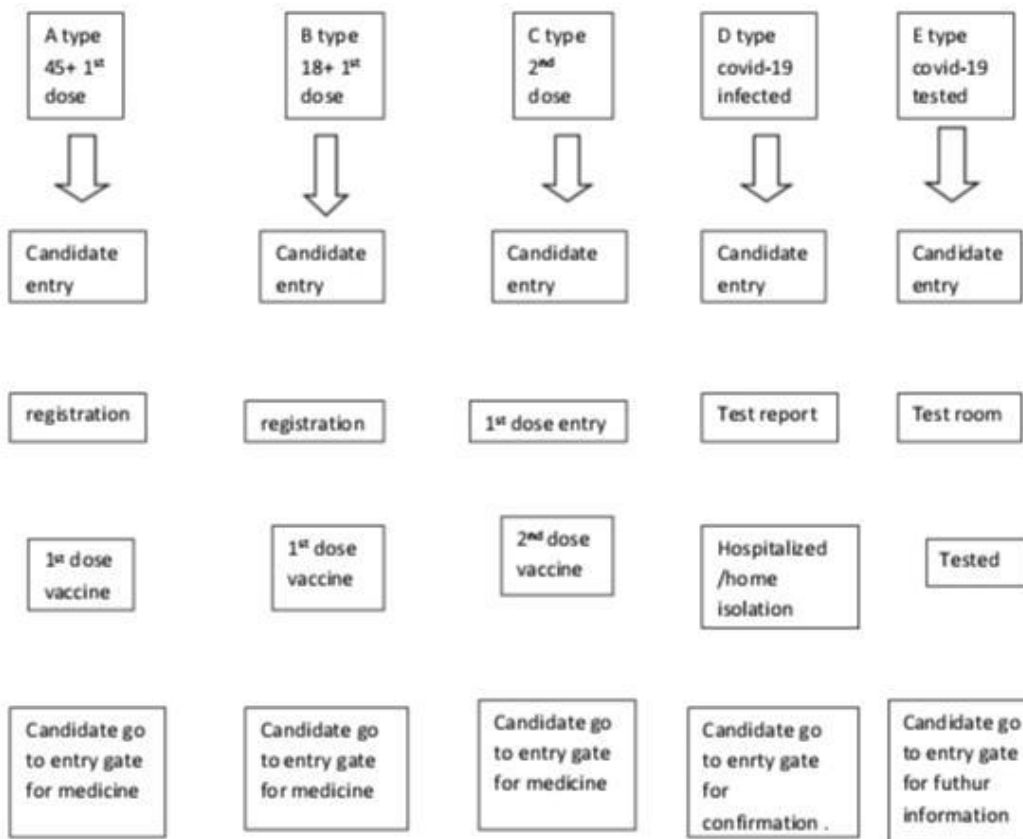 A type
45+ 1st
dose
B type
18+ 1st
dose
C type
2nd
dose
D type
covid-19
infected
E type
covid-19
tested
Candidate
entry
Candidate
entry
Candidate
entry
Candidate
entry
Candidate
entry
registration
registration
1st dose entry
Test report
Test room
1st dose
vaccine
1st dose
vaccine
2nd dose
vaccine
Hospitalized
/home
isolation
Tested
Candidate go
to entry gate
for medicine
Candidate go
to entry gate
for medicine
Candidate go
to entry gate
for medicine
Candidate go
to enrty gate
for
confirmation .
Candidate go
to entry gate
for futhur
information